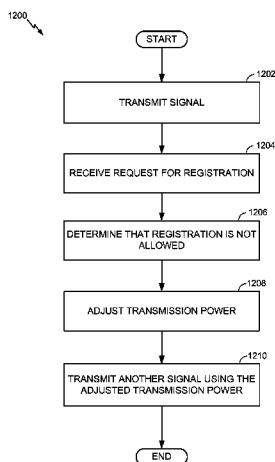 1200
START
1202
TRANSMIT SIGNAL
1204
RECEIVE REQUEST FOR REGISTRATION
1206
DETERMINE THAT REGISTRATION IS NOT
ALLOWED
1208
ADJUST TRANSMISSION POWER
1210
TRANSMIT ANOTHER SIGNAL USING THE
ADJUSTED TRANSMISSION POWER
END